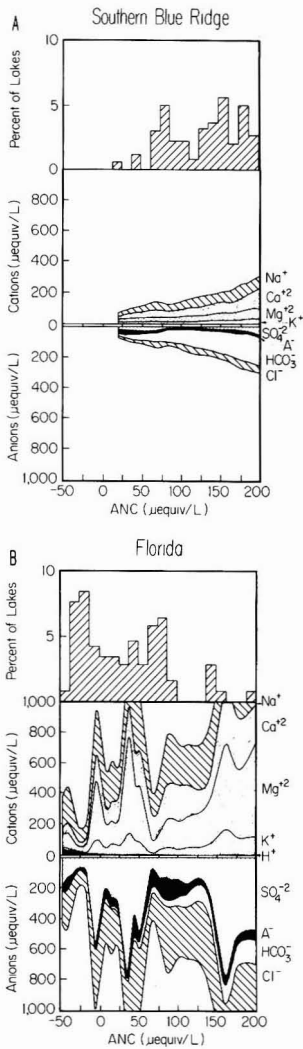 A
Southern Blue Ridge
Percent of Lakes
10
5
0
Cations (μequiv/L)
800
600
400
200
0
Na+
Ca+2
Mg+2
K+
SO4-2
A-
HCO3-
Cl-
Anions (μequiv/L)
200
400
600
800
1,000
-50 0 50 100 150 200
ANC (μequiv/L)
B
Florida
Percent of Lakes
10
5
Cations (μequiv/L)
1,000
800
600
400
200
0
Na+
Ca+2
Mg+2
K+
H+
Anions (μequiv/L)
200
400
600
800
1,000
SO4-2
A-
HCO3-
Cl-
-50 0 50 100 150 200
ANC (μequiv/L)